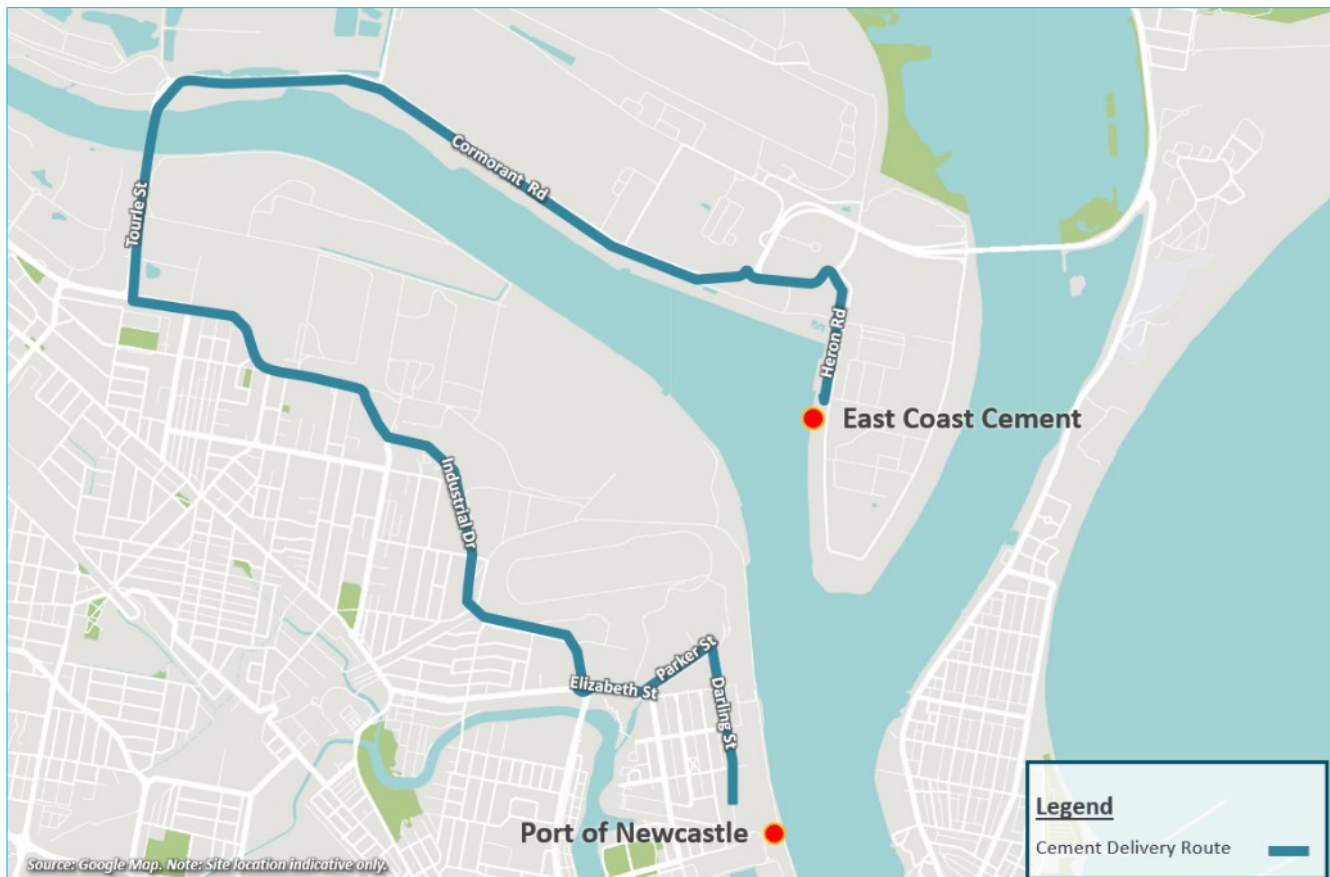 Cormorant Rd
Tourle St
Heron Rd
East Coast Cement
Industrial Dr
Parker St
Elizabeth St
Darling St
Port of Newcastle
Legend
Cement Delivery Route
Source: Google Map. Note: Site location indicative only.